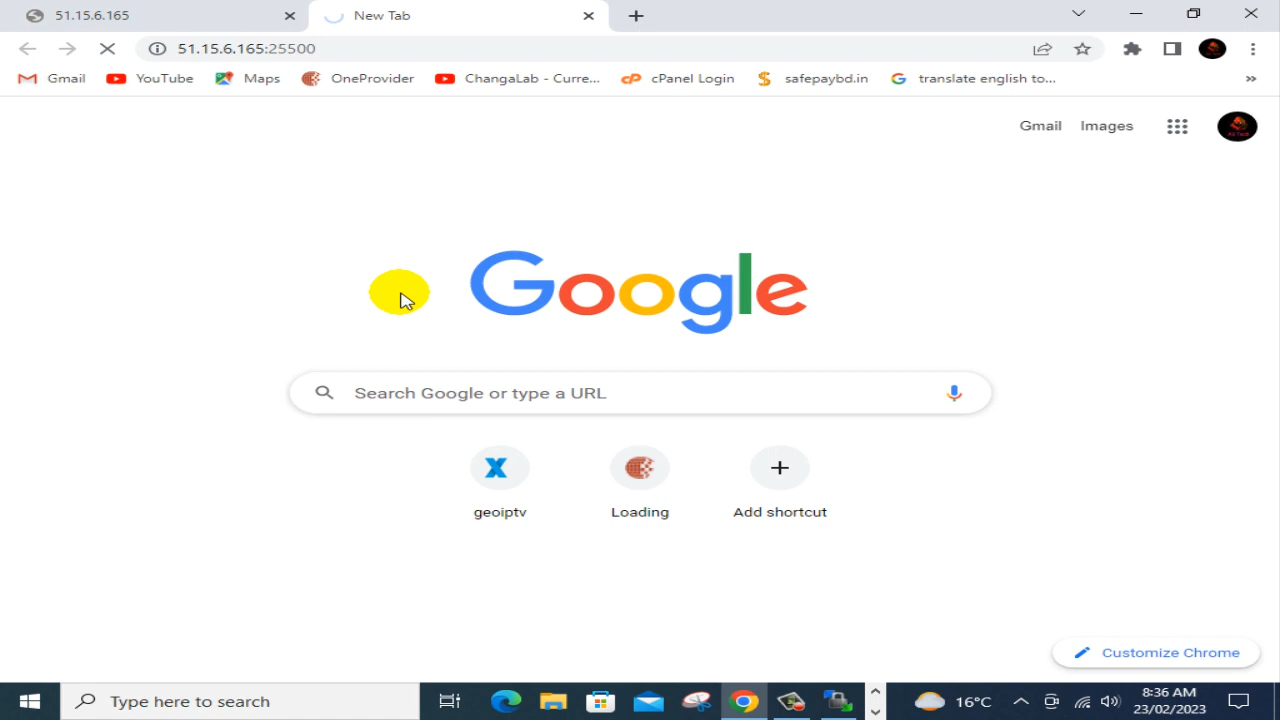 51.15.6.165
New Tab
51.15.6.165:25500
Gmail YouTube Maps OneProvider ChangaLab - Curre... cPanel Login safepaybd.in translate english to...
Gmail Images
Google
Search Google or type a URL
geoiptv Loading Add shortcut
Customize Chrome
Type here to search
16°C
8:36 AM
23/02/2023